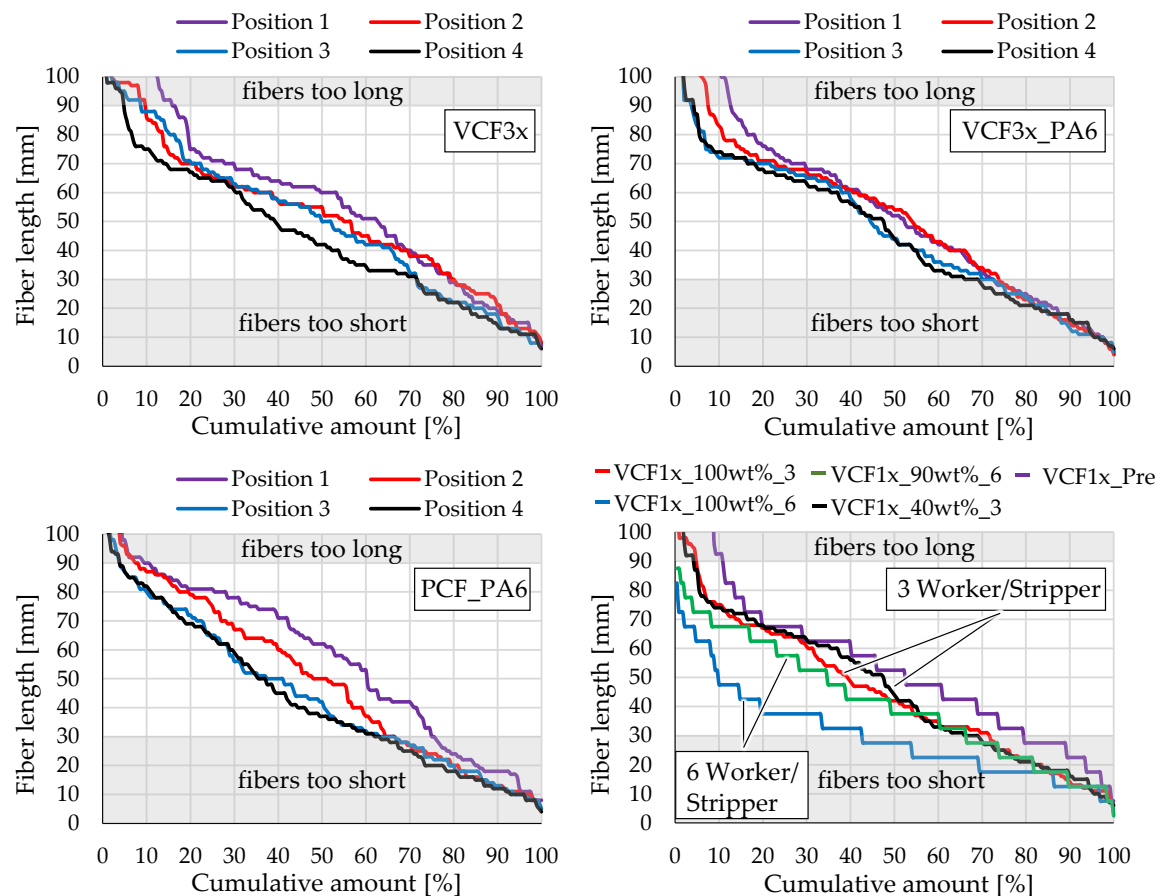 Position 1 Position 2
Position 3 Position 4
100
90
80
70
60
50
40
30
20
10
0
Fiber length [mm]
fibers too long
VCF3x
fibers too short
0 10 20 30 40 50 60 70 80 90 100
Cumulative amount [%]
Position 1 Position 2
Position 3 Position 4
100
90
80
70
60
50
40
30
20
10
0
Fiber length [mm]
fibers too long
VCF3x_PA6
fibers too short
0 10 20 30 40 50 60 70 80 90 100
Cumulative amount [%]
Position 1 Position 2
Position 3 Position 4
100
90
80
70
60
50
40
30
20
10
0
Fiber length [mm]
fibers too long
PCF_PA6
fibers too short
0 10 20 30 40 50 60 70 80 90 100
Cumulative amount [%]
VCF1x_100wt%_3 VCF1x_90wt%_6 VCF1x_Pre
VCF1x_100wt%_6 VCF1x_40wt%_3
100
90
80
70
60
50
40
30
20
10
0
Fiber length [mm]
fibers too long
3 Worker/Stripper
6 Worker/
Stripper
fibers too short
0 10 20 30 40 50 60 70 80 90 100
Cumulative amount [%]